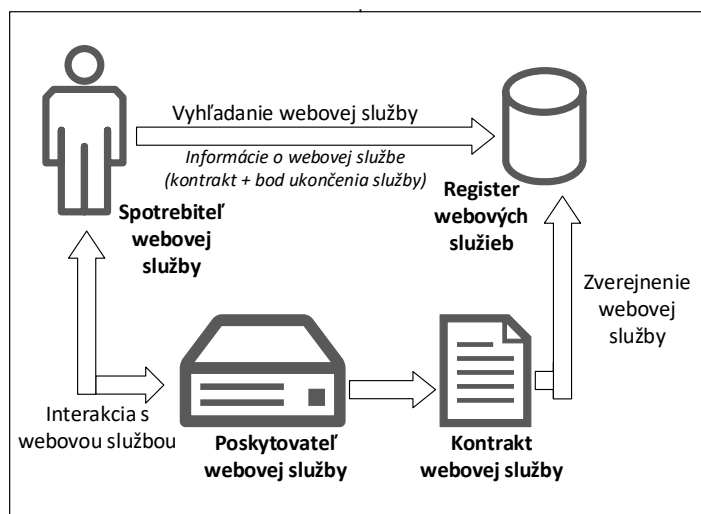 Vyhľadanie webovej služby
Informácie o webovej službe
(kontrakt + bod ukončenia služby)
Spotrebiteľ
webovej
služby
Register
webových
služieb
Zverejnenie
webovej
služby
Interakcia s
webovou službou
Poskytovateľ
webovej služby
Kontrakt
webovej služby